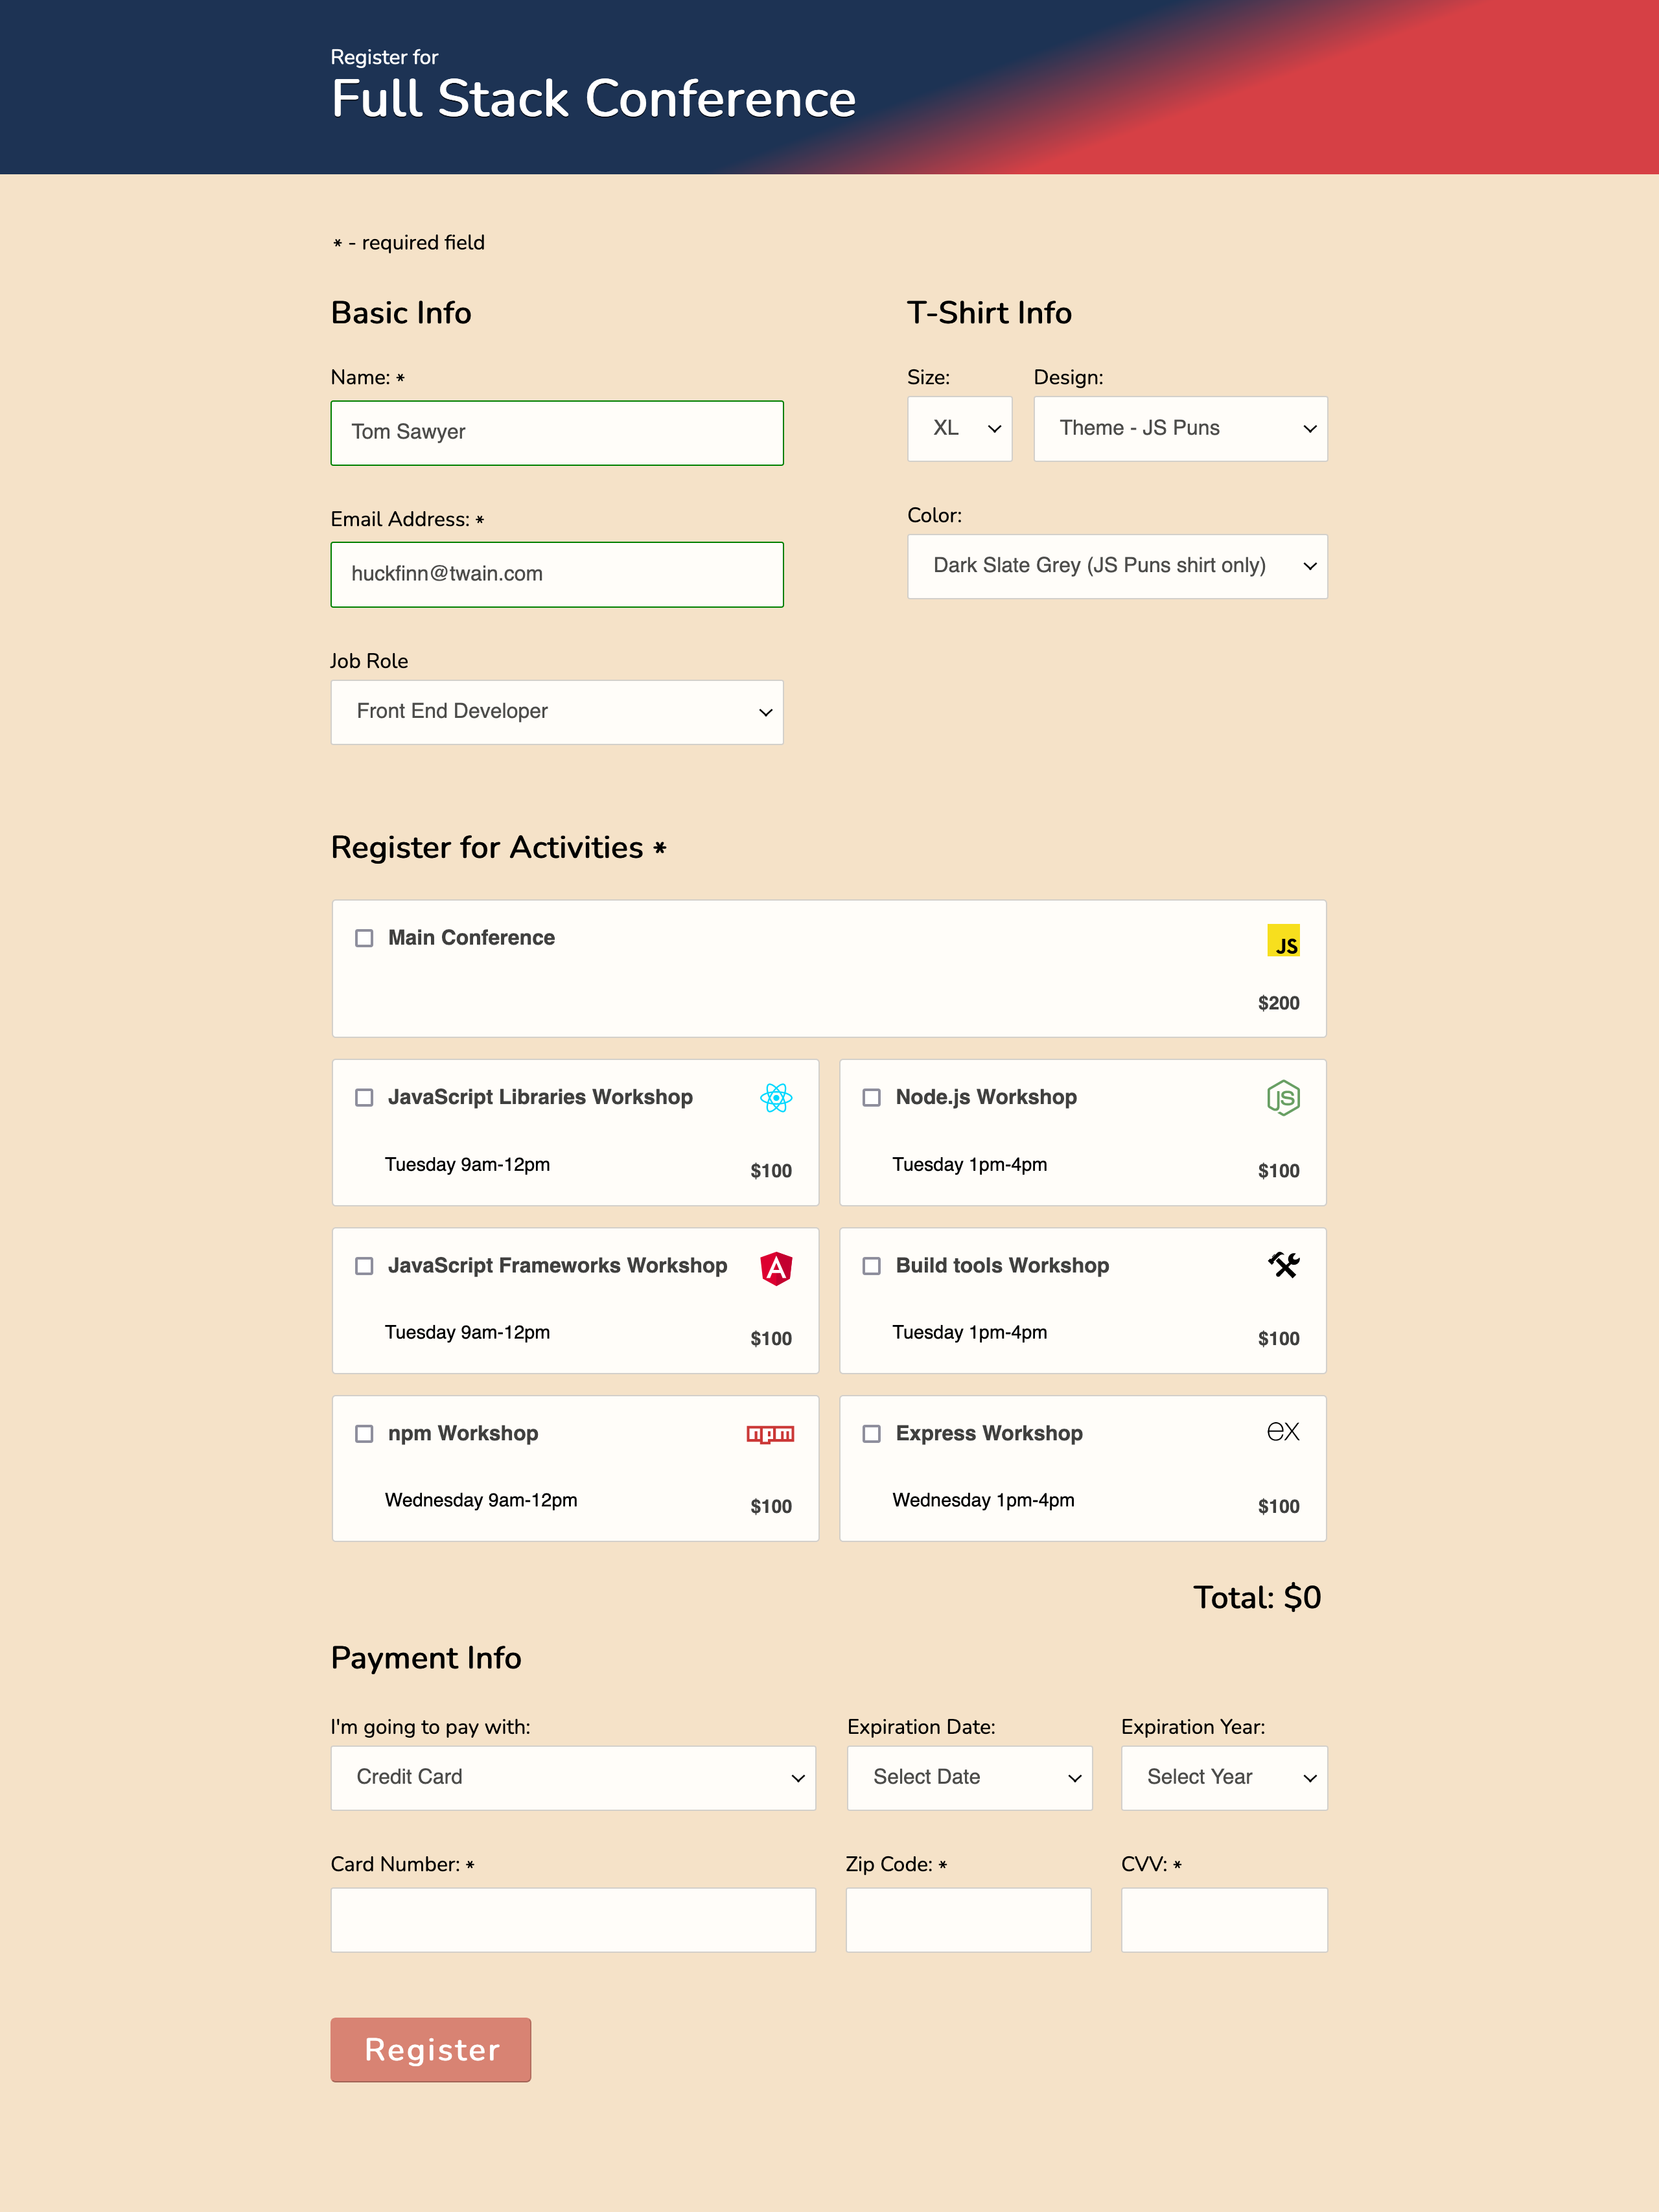 Register for
Full Stack Conference
* - required field
Basic Info
Name: *
Tom Sawyer
Email Address: *
huckfinn@twain.com
Job Role
Front End Developer
T-Shirt Info
Size:
XL
Design:
Theme - JS Puns
Color:
Dark Slate Grey (JS Puns shirt only)
Register for Activities *
Main Conference
JS
$200
JavaScript Libraries Workshop
Tuesday 9am-12pm
$100
Node.js Workshop
JS
Tuesday 1pm-4pm
$100
JavaScript Frameworks Workshop
A
Tuesday 9am-12pm
$100
Build tools Workshop
Tuesday 1pm-4pm
$100
npm Workshop
npm
Wednesday 9am-12pm
$100
Express Workshop
ex
Wednesday 1pm-4pm
$100
Total: $0
Payment Info
I'm going to pay with:
Credit Card
Expiration Date:
Select Date
Expiration Year:
Select Year
Card Number: *
Zip Code: *
CVV: *
Register